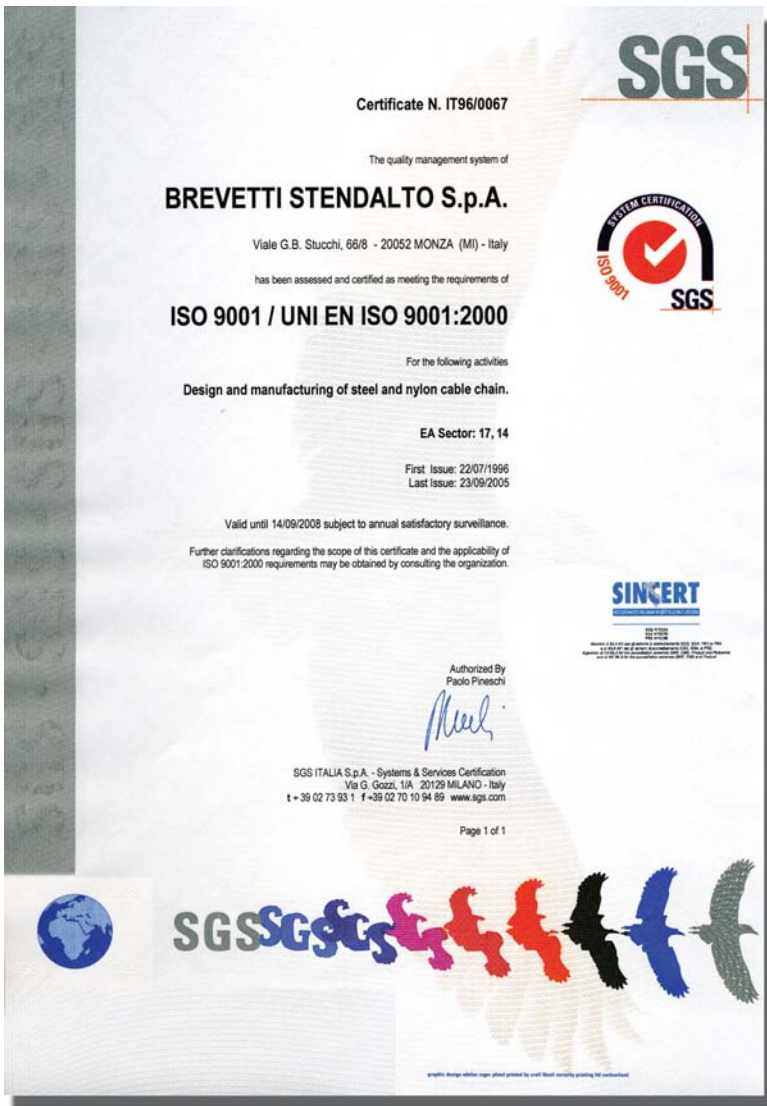 SGS
Certificate N. IT96/0067
The quality management system of
BREVETTI STENDALTO S.p.A.
Viale G.B. Stucchi, 66/8 - 20052 MONZA (MI) - Italy
has been assessed and certified as meeting the requirements of
ISO 9001 / UNI EN ISO 9001:2000
For the following activities
Design and manufacturing of steel and nylon cable chain.
EA Sector: 17, 14
First Issue: 22/07/1996
Last Issue: 23/09/2005
Valid until 14/09/2008 subject to annual satisfactory surveillance.
Further clarifications regarding the scope of this certificate and the applicability of
ISO 9001:2000 requirements may be obtained by consulting the organization.
SYSTEM CERTIFICATION
ISO 9001
SGS
SINCERT
Authorized By
Paolo Pineschi
SGS ITALIA S.p.A. - Systems & Services Certification
Via G. Gozzi, 1/A 20129 MILANO - Italy
t + 39 02 73 93 1 f +39 02 70 10 94 89 www.sgs.com
Page 1 of 1
SGSSGSSGSSGS